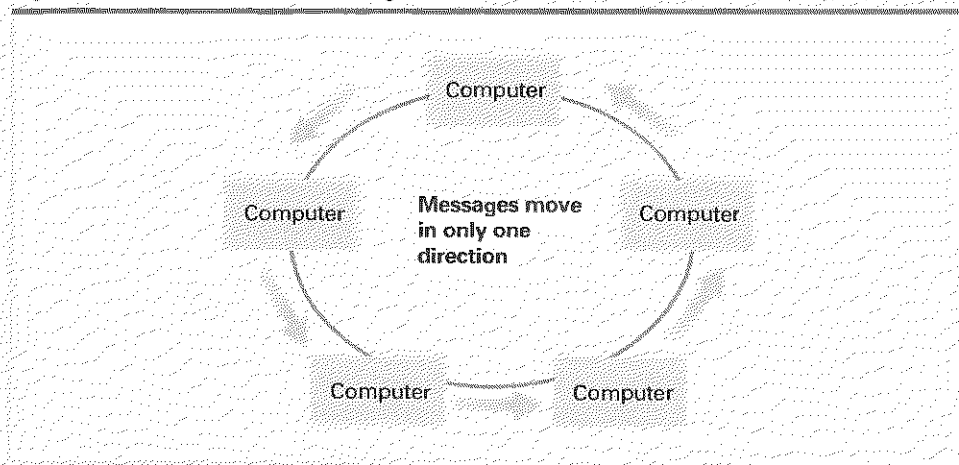 Computer
Computer
Messages move
in only one
direction
Computer
Computer
Computer